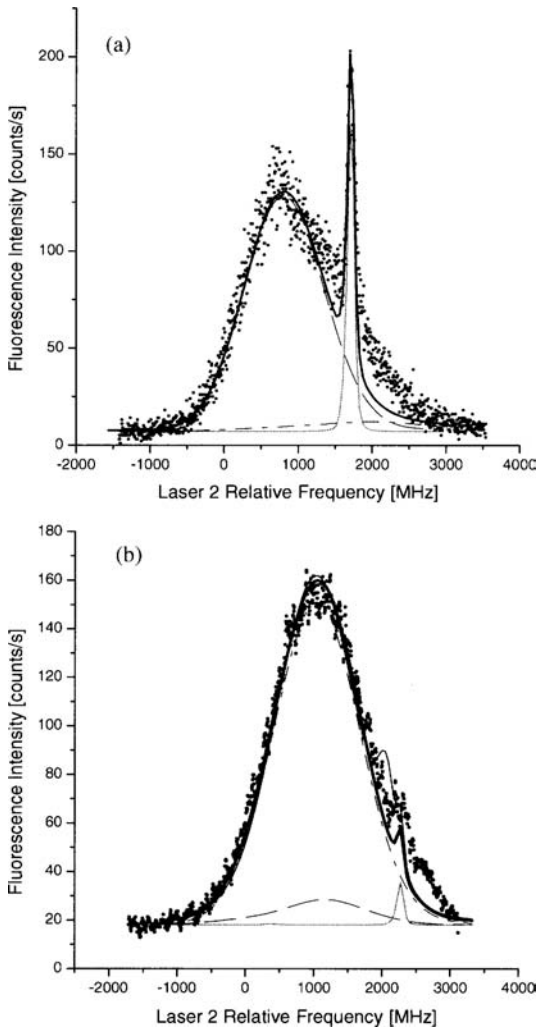 (a)
200
150
100
50
0
Fluorescence Intensity [counts/s]
-2000 -1000 0 1000 2000 3000 4000
Laser 2 Relative Frequency [MHz]
(b)
180
160
140
120
100
80
60
40
20
0
Fluorescence Intensity [counts/s]
-2000 -1000 0 1000 2000 3000 4000
Laser 2 Relative Frequency [MHz]